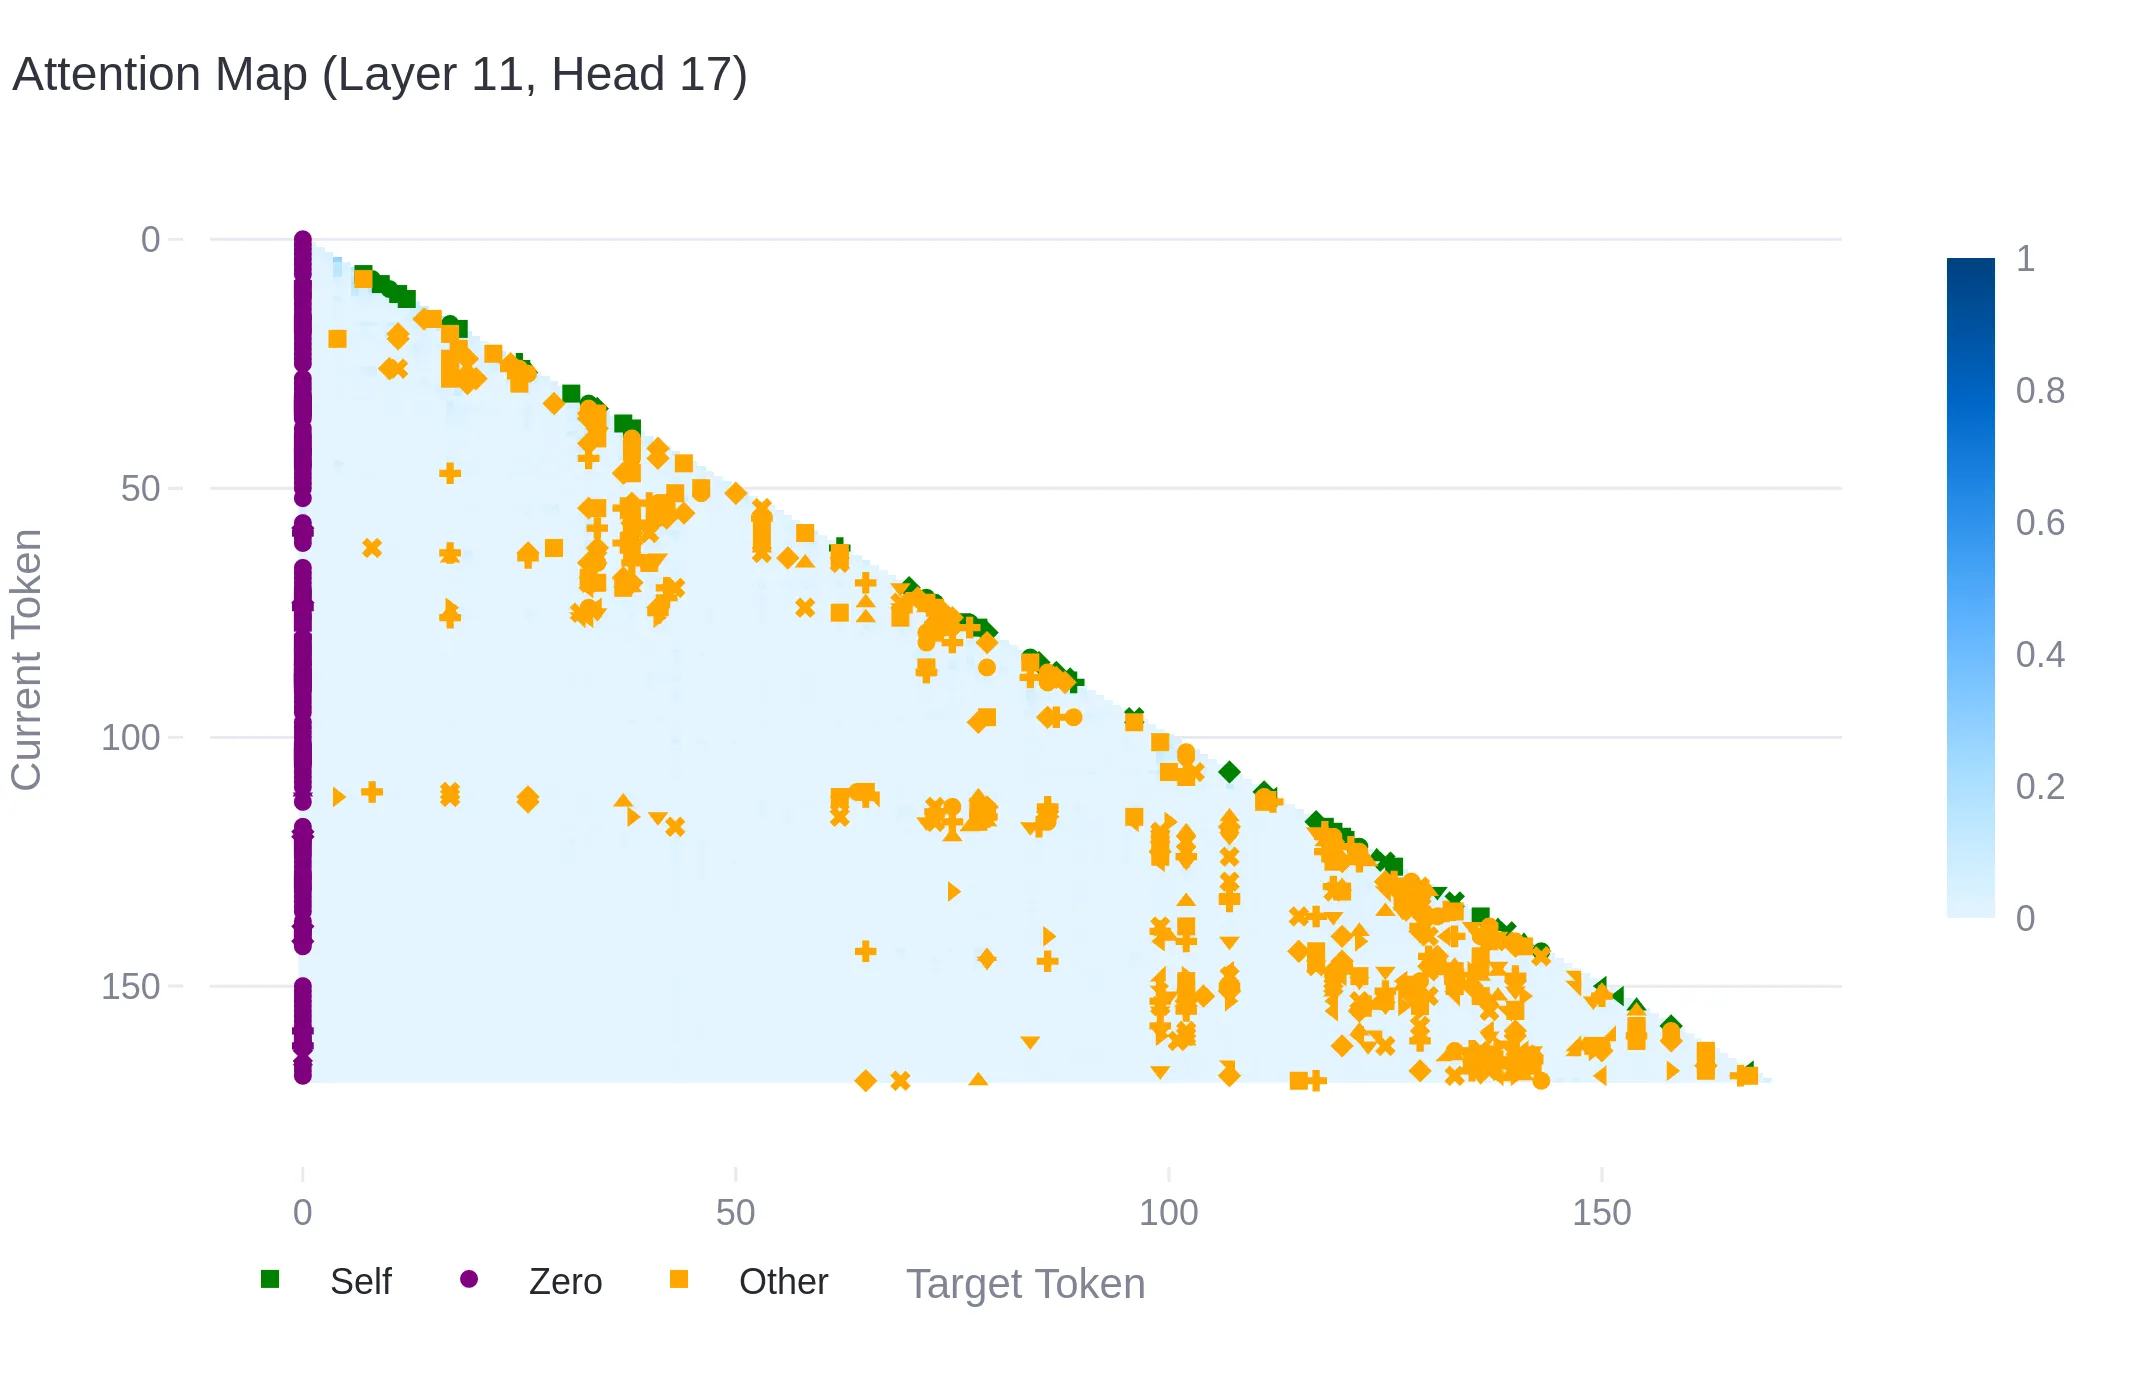 Attention Map (Layer 11, Head 17)
0
50
100
150
Current Token
0
50
100
150
Target Token
Self
Zero
Other
1
0.8
0.6
0.4
0.2
0